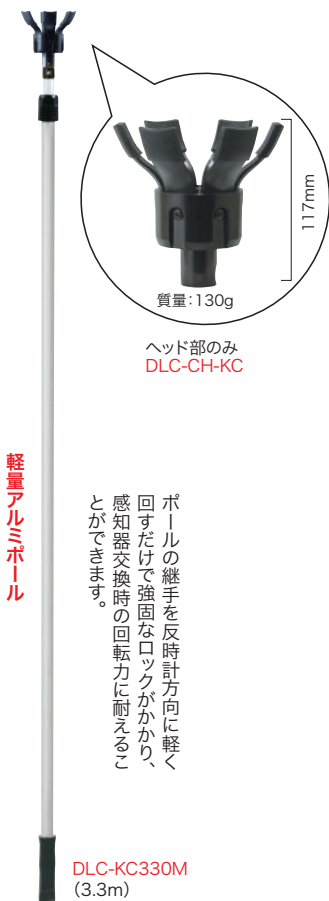 117mm
質量：130g
ヘッド部のみ
DLC-CH-KC
軽量アルミポール
ポールの継手を反時計方向に軽く
回すだけで強固なロックがかかり、
感知器交換時の回転力に耐えるこ
とができます。
DLC-KC330M
（3.3m）